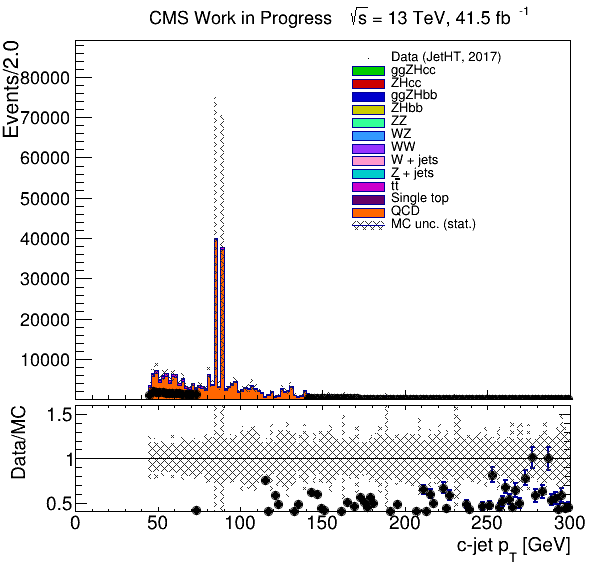 CMS Work in Progress √s = 13 TeV, 41.5 fb⁻¹
Events/2.0
80000
70000
60000
50000
40000
30000
20000
10000
Data (JetHT, 2017)
ggZHcc
ZHcc
ggZHbb
ZHbb
ZZ
WZ
WW
W + jets
Z + jets
tt̄
Single top
QCD
MC unc. (stat.)
Data/MC
1.5
1
0.5
0 50 100 150 200 250 300
c-jet p_T [GeV]